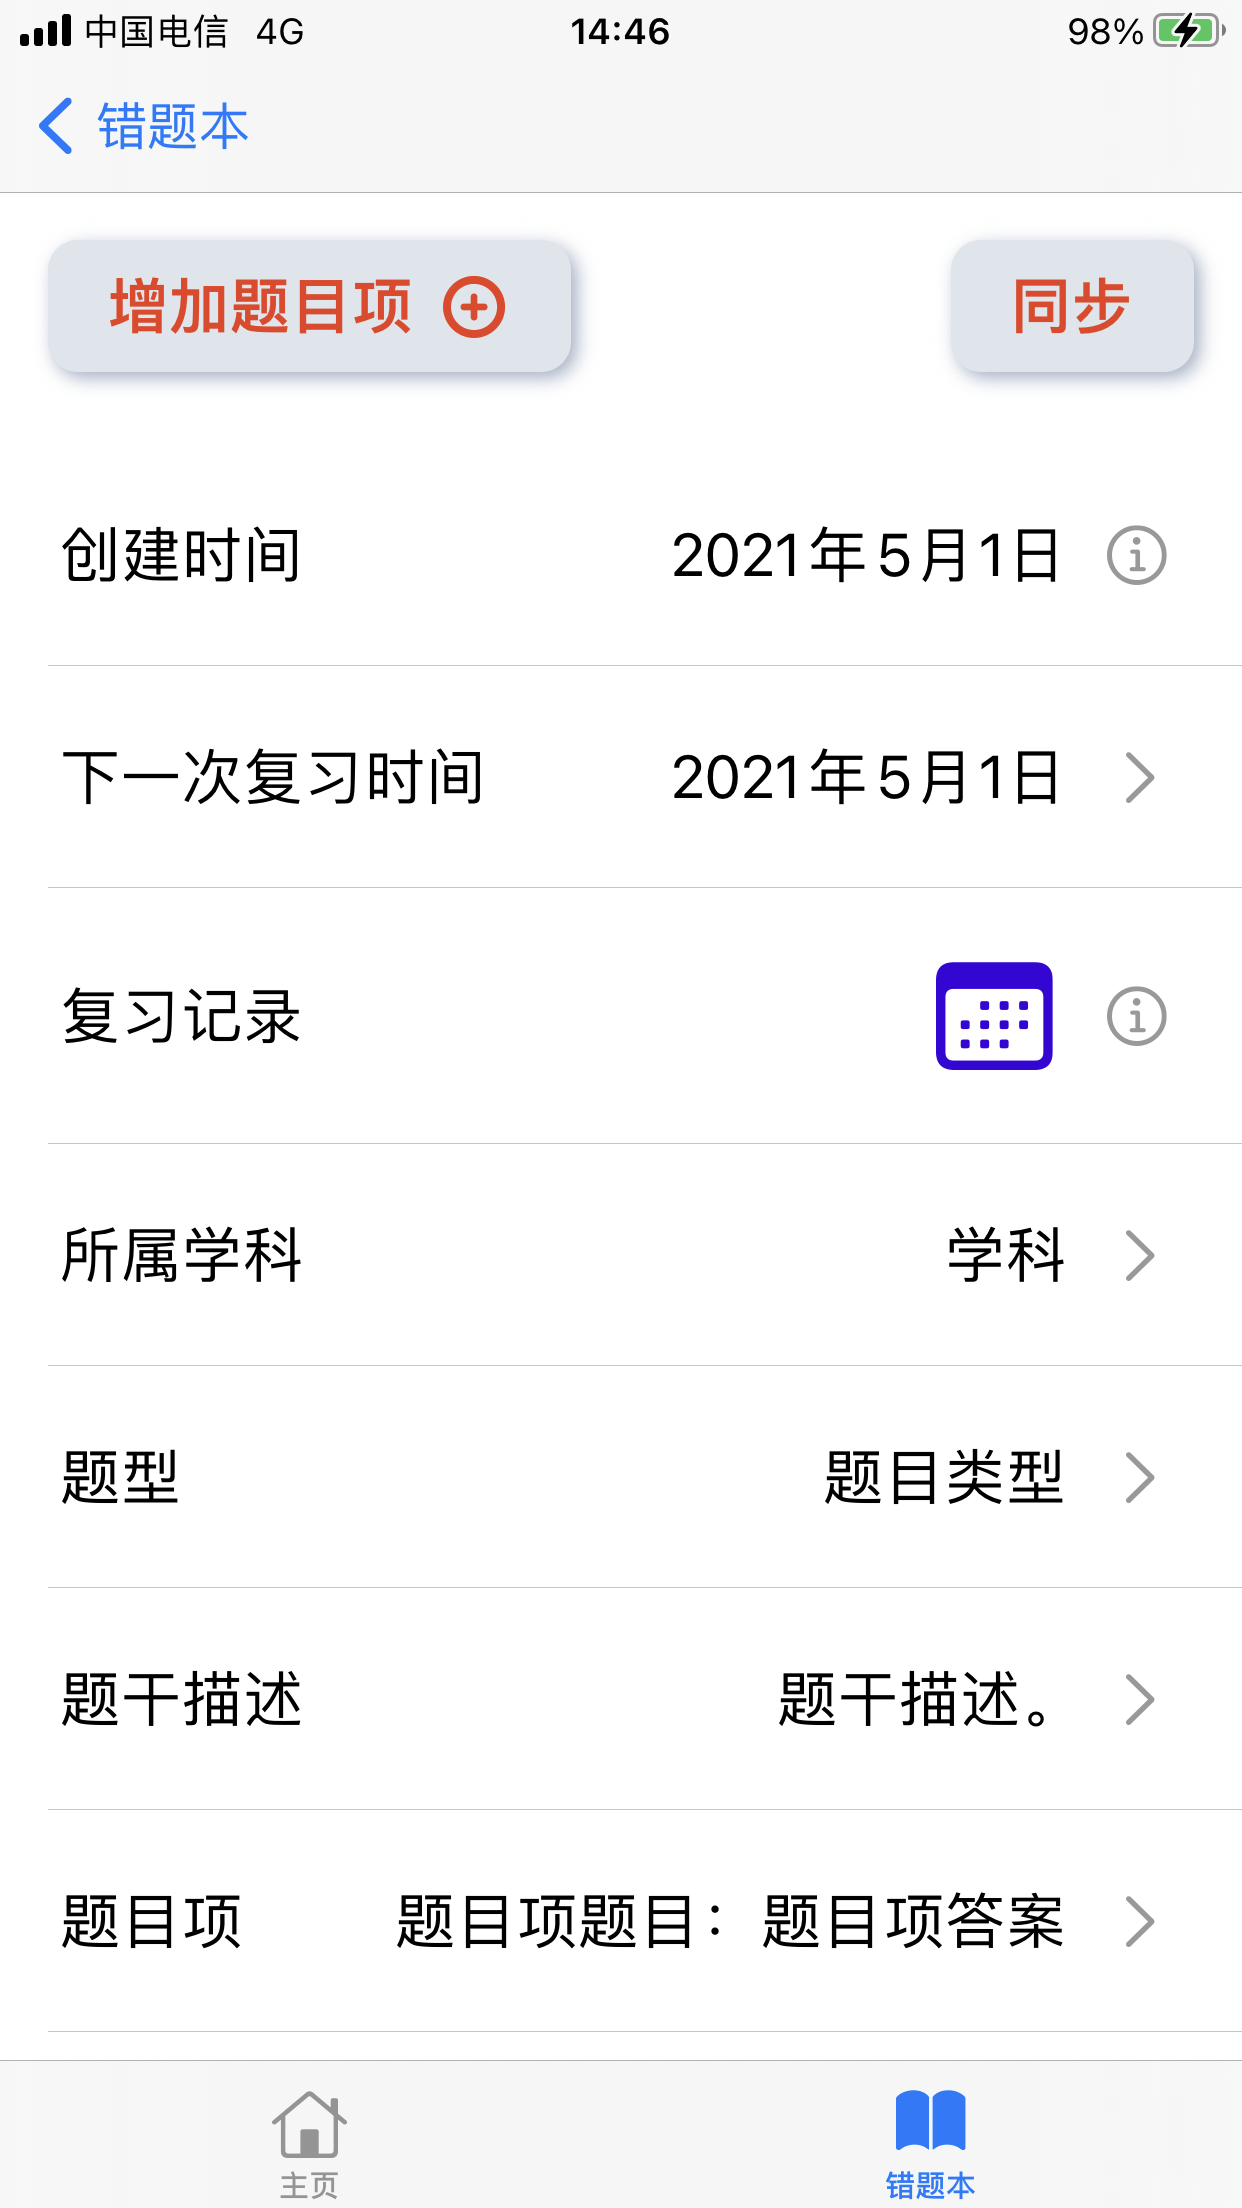 中国电信 4G 14:46 98%
错题本
增加题目项 同步
创建时间 2021年5月1日
下一次复习时间 2021年5月1日
复习记录
所属学科 学科
题型 题目类型
题干描述 题干描述。
题目项 题目项题目：题目项答案
主页 错题本